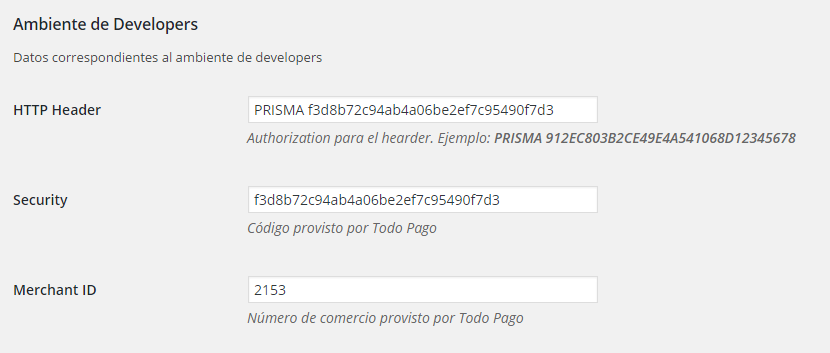 Ambiente de Developers
Datos correspondientes al ambiente de developers
HTTP Header
PRISMA f3d8b72c94ab4a06be2ef7c95490f7d3
Authorization para el hearder. Ejemplo: PRISMA 912EC803B2CE49E4A541068D12345678
Security
f3d8b72c94ab4a06be2ef7c95490f7d3
Código provisto por Todo Pago
Merchant ID
2153
Número de comercio provisto por Todo Pago